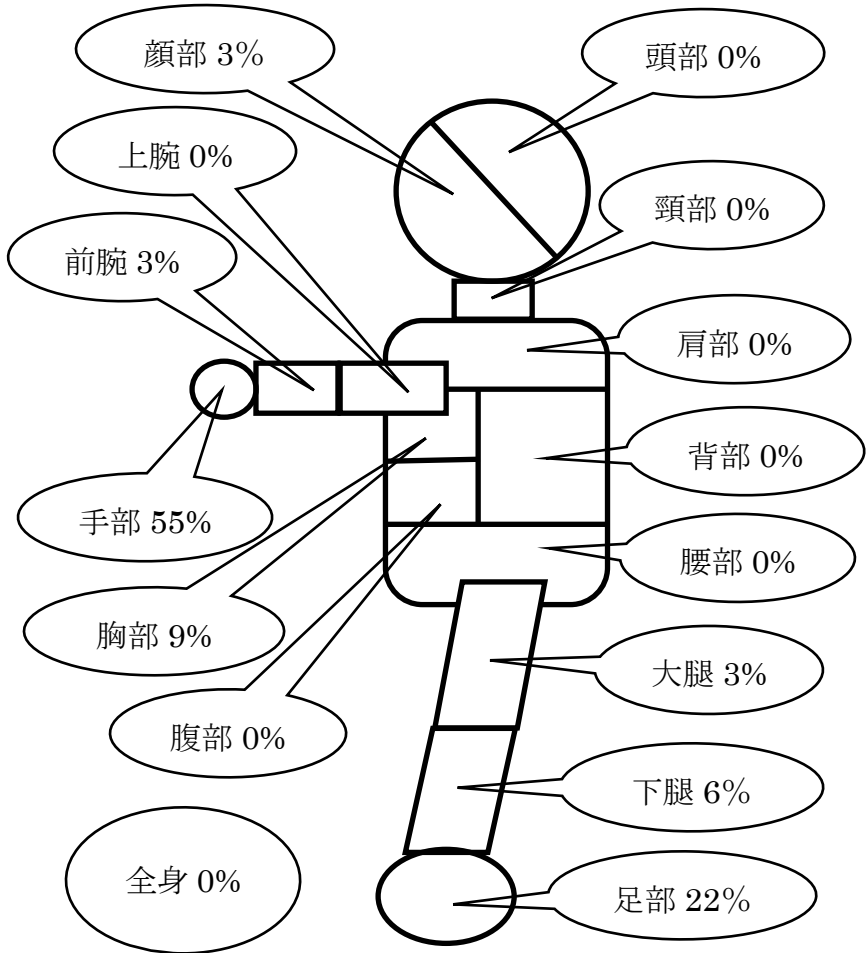 顔部 3%
頭部 0%
上腕 0%
頸部 0%
前腕 3%
肩部 0%
背部 0%
手部 55%
腰部 0%
胸部 9%
大腿 3%
腹部 0%
下腿 6%
全身 0%
足部 22%